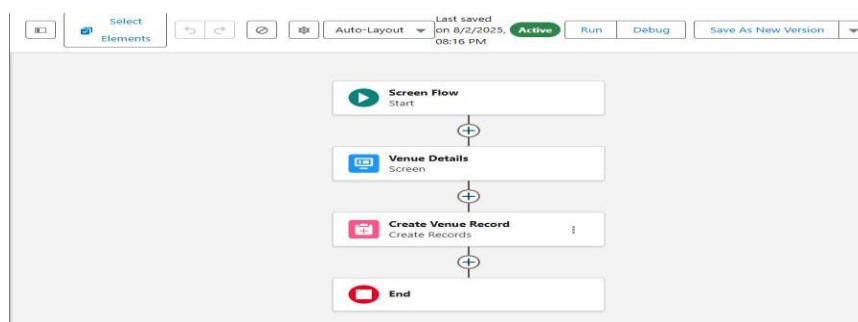 Select
Elements
Auto-Layout
Last saved
on 8/2/2025,
08:16 PM
Active
Run
Debug
Save As New Version
Screen Flow
Start
Venue Details
Screen
Create Venue Record
Create Records
End